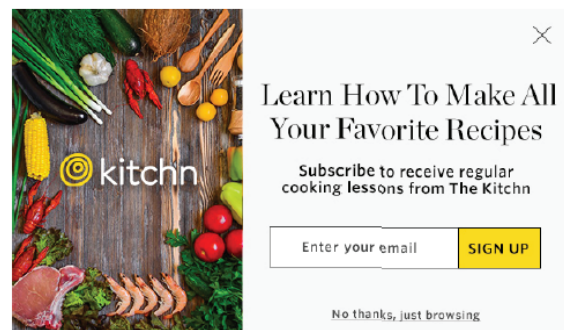 kitchn
Learn How To Make All
Your Favorite Recipes
Subscribe to receive regular
cooking lessons from The Kitchn
Enter your email
SIGN UP
No thanks, just browsing